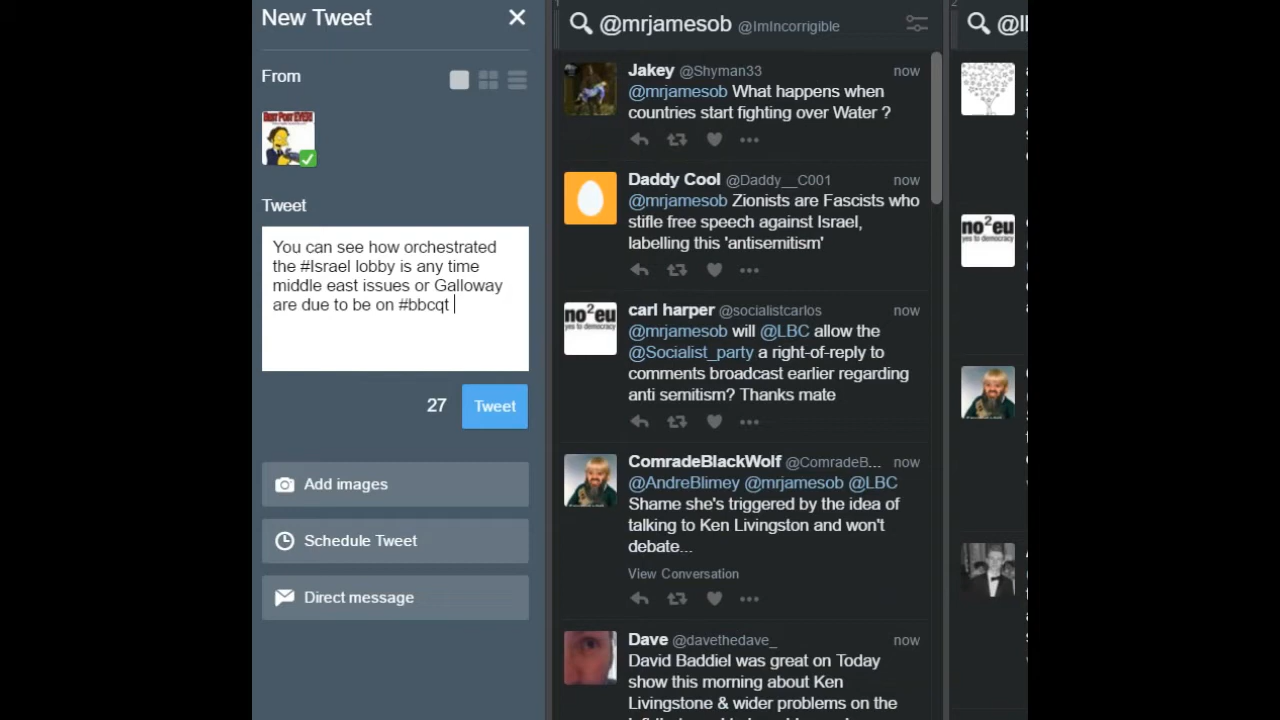 New Tweet
From
BEST POST EVER!
Tweet
You can see how orchestrated
the #Israel lobby is any time
middle east issues or Galloway
are due to be on #bbcqt
27
Tweet
Add images
Schedule Tweet
Direct message
1
@mrjamesob @ImIncorrigible
Jakey @Shyman33 now
@mrjamesob What happens when
countries start fighting over Water ?
Daddy Cool @Daddy__C001 now
@mrjamesob Zionists are Fascists who
stifle free speech against Israel,
labelling this 'antisemitism'
no2eu
yes to democracy
carl harper @socialistcarlos now
@mrjamesob will @LBC allow the
@Socialist_party a right-of-reply to
comments broadcast earlier regarding
anti semitism? Thanks mate
ComradeBlackWolf @ComradeB... now
@AndreBlimey @mrjamesob @LBC
Shame she's triggered by the idea of
talking to Ken Livingston and won't
debate...
View Conversation
Dave @davethedave_ now
David Baddiel was great on Today
show this morning about Ken
Livingstone & wider problems on the
2
no2eu
yes to democracy